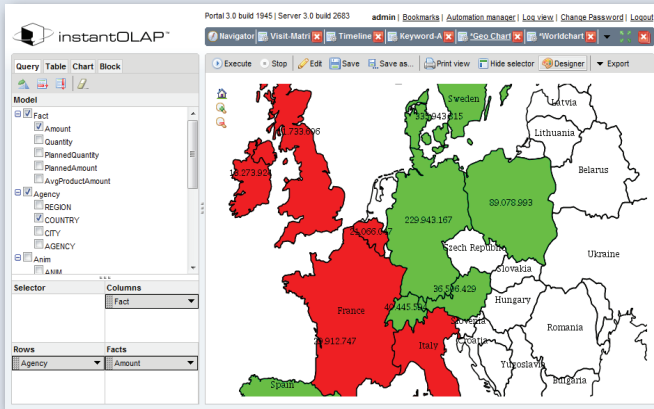 Portal 3.0 build 1945 | Server 3.0 build 2683 admin | Bookmarks | Automation manager | Log view | Change Password | Logout
instantOLAP™
Navigator Visit-Matri Timeline Keyword-A *Geo Chart *Worldchart
Query Table Chart Block
Execute Stop Edit Save Save as... Print view Hide selector Designer Export
Model
Fact
Amount
Quantity
PlannedQuantity
PlannedAmount
AvgProductAmount
Agency
REGION
COUNTRY
CITY
AGENCY
Anim
ANIM
Selector Columns
Fact
Rows Facts
Agency Amount
Sweden
Latvia
Lithuania
Belarus
89.078.993
229.943.167
Czech Republic
Ukraine
Slovakia
Hungary
France
Slovenia
Romania
Italy
Croatia
Yugoslavia
Spain
Bulgaria